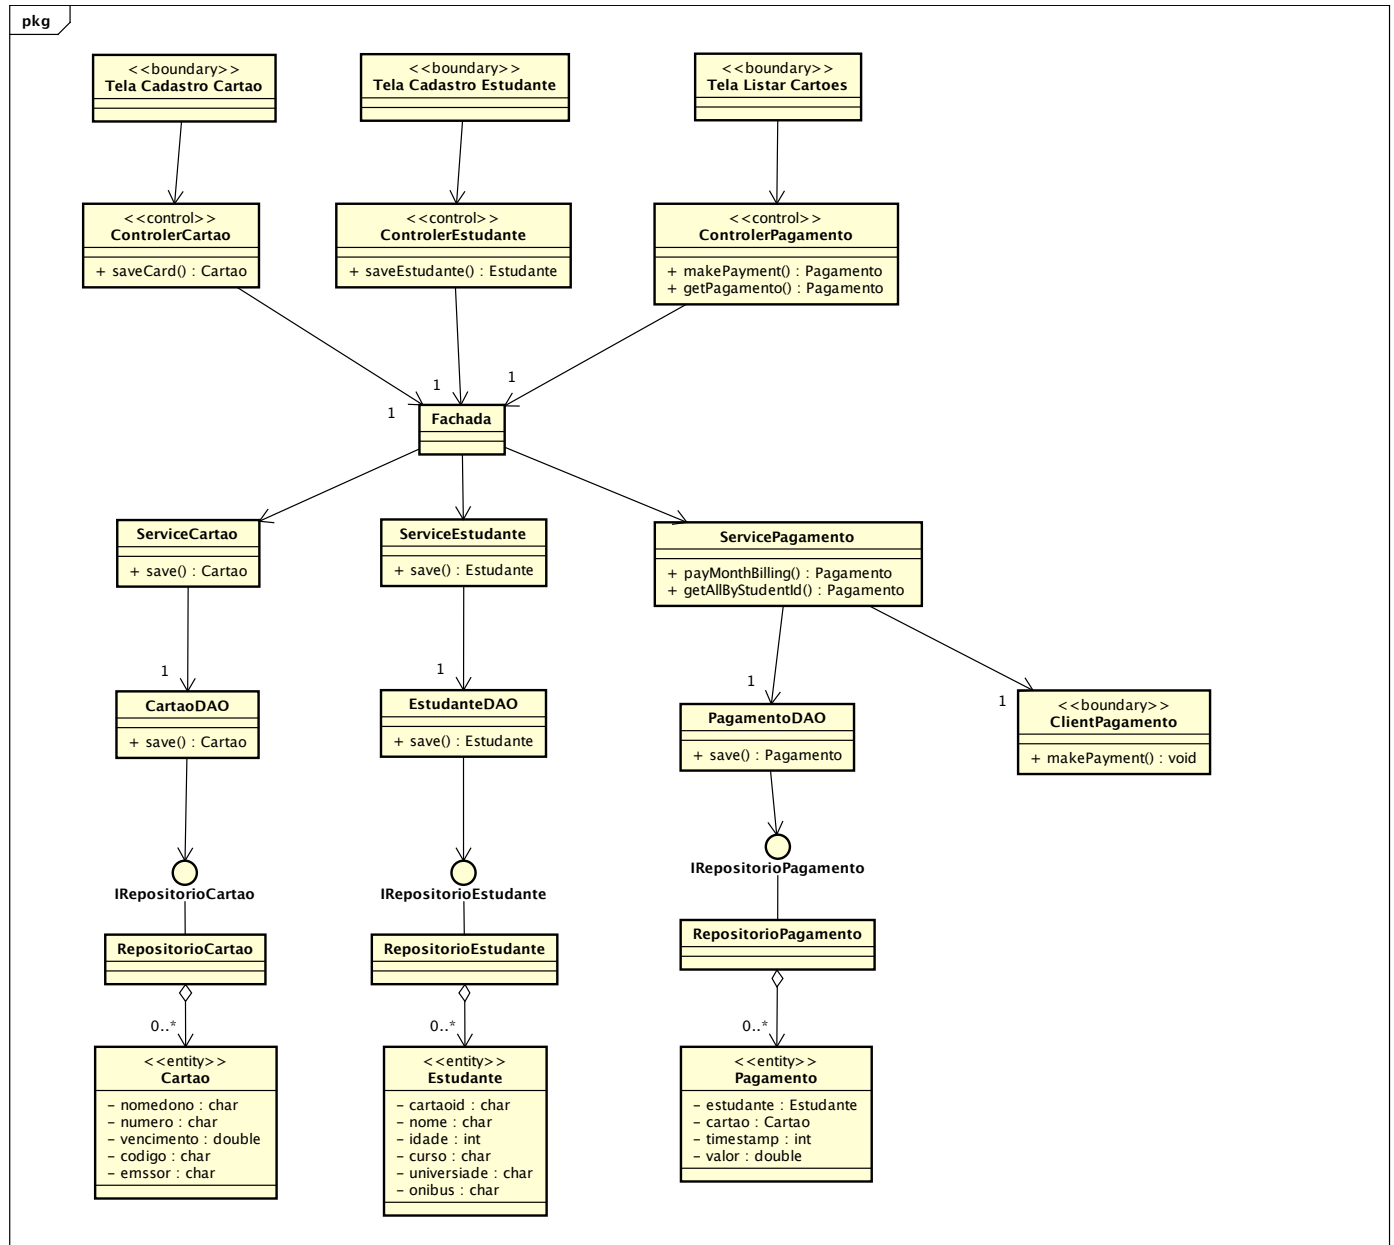 pkg
<<boundary>>
Tela Cadastro Cartao
<<boundary>>
Tela Cadastro Estudante
<<boundary>>
Tela Listar Cartoes
<<control>>
ControlerCartao
+ saveCard() : Cartao
<<control>>
ControlerEstudante
+ saveEstudante() : Estudante
<<control>>
ControlerPagamento
+ makePayment() : Pagamento
+ getPagamento() : Pagamento
1
1
1
Fachada
ServiceCartao
+ save() : Cartao
ServiceEstudante
+ save() : Estudante
ServicePagamento
+ payMonthBilling() : Pagamento
+ getAllByStudentId() : Pagamento
1
1
1
1
CartaoDAO
+ save() : Cartao
EstudanteDAO
+ save() : Estudante
PagamentoDAO
+ save() : Pagamento
<<boundary>>
ClientPagamento
+ makePayment() : void
IRepositorioCartao
IRepositorioEstudante
IRepositorioPagamento
RepositorioCartao
RepositorioEstudante
RepositorioPagamento
0..*
0..*
0..*
<<entity>>
Cartao
- nomedono : char
- numero : char
- vencimento : double
- codigo : char
- emssor : char
<<entity>>
Estudante
- cartaoid : char
- nome : char
- idade : int
- curso : char
- universiade : char
- onibus : char
<<entity>>
Pagamento
- estudante : Estudante
- cartao : Cartao
- timestamp : int
- valor : double